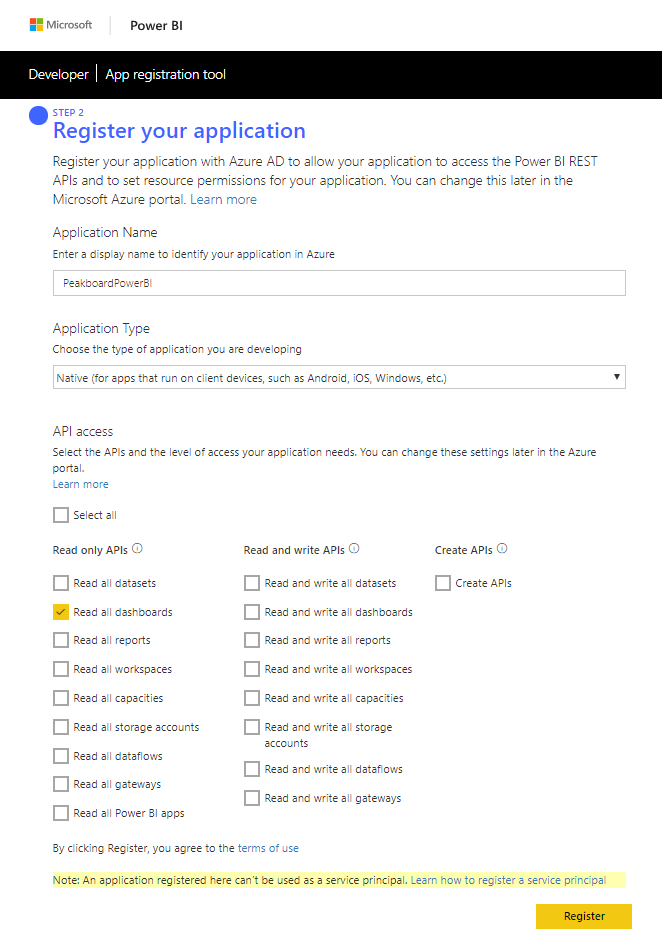 Microsoft Power BI
Developer App registration tool
STEP 2
Register your application
Register your application with Azure AD to allow your application to access the Power BI REST
APIs and to set resource permissions for your application. You can change this later in the
Microsoft Azure portal. Learn more
Application Name
Enter a display name to identify your application in Azure
PeakboardPowerBI
Application Type
Choose the type of application you are developing
Native (for apps that run on client devices, such as Android, iOS, Windows, etc.)
API access
Select the APIs and the level of access your application needs. You can change these settings later in the Azure
portal.
Learn more
Select all
Read only APIs
Read all datasets
Read all dashboards
Read all reports
Read all workspaces
Read all capacities
Read all storage accounts
Read all dataflows
Read all gateways
Read all Power BI apps
Read and write APIs
Read and write all datasets
Read and write all dashboards
Read and write all reports
Read and write all workspaces
Read and write all capacities
Read and write all storage
accounts
Read and write all dataflows
Read and write all gateways
Create APIs
Create APIs
By clicking Register, you agree to the terms of use
Note: An application registered here can't be used as a service principal. Learn how to register a service principal
Register